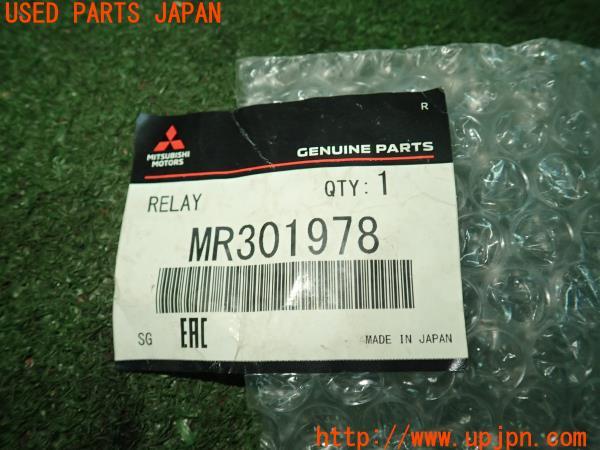 USED PARTS JAPAN
R
MITSUBISHI
MOTORS
GENUINE PARTS
RELAY
QTY: 1
MR301978
SG
EAC
MADE IN JAPAN
http://www.upjpn.com/